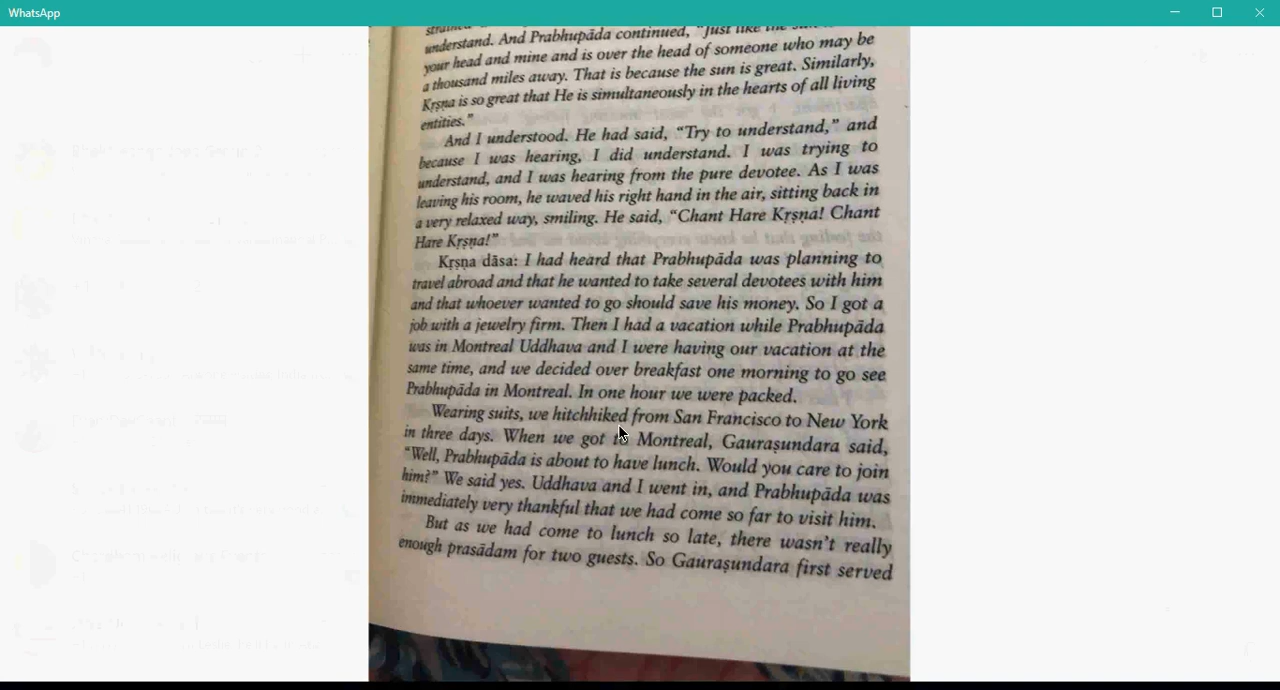 WhatsApp
understand. And Prabhupāda continued, "Just like the
your head and mine and is over the head of someone who may be
a thousand miles away. That is because the sun is great. Similarly,
Kṛṣṇa is so great that He is simultaneously in the hearts of all living
entities."
And I understood. He had said, "Try to understand," and
because I was hearing, I did understand. I was trying to
understand, and I was hearing from the pure devotee. As I was
leaving his room, he waved his right hand in the air, sitting back in
a very relaxed way, smiling. He said, "Chant Hare Kṛṣṇa! Chant
Hare Kṛṣṇa!"
Kṛṣṇa dāsa: I had heard that Prabhupāda was planning to
travel abroad and that he wanted to take several devotees with him
and that whoever wanted to go should save his money. So I got a
job with a jewelry firm. Then I had a vacation while Prabhupāda
was in Montreal Uddhava and I were having our vacation at the
same time, and we decided over breakfast one morning to go see
Prabhupāda in Montreal. In one hour we were packed.
Wearing suits, we hitchhiked from San Francisco to New York
in three days. When we got to Montreal, Gauraṣundara said,
"Well, Prabhupāda is about to have lunch. Would you care to join
him?" We said yes. Uddhava and I went in, and Prabhupāda was
immediately very thankful that we had come so far to visit him.
But as we had come to lunch so late, there wasn't really
enough prasādam for two guests. So Gauraṣundara first served